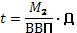 t = M₂ / ВВП · Д